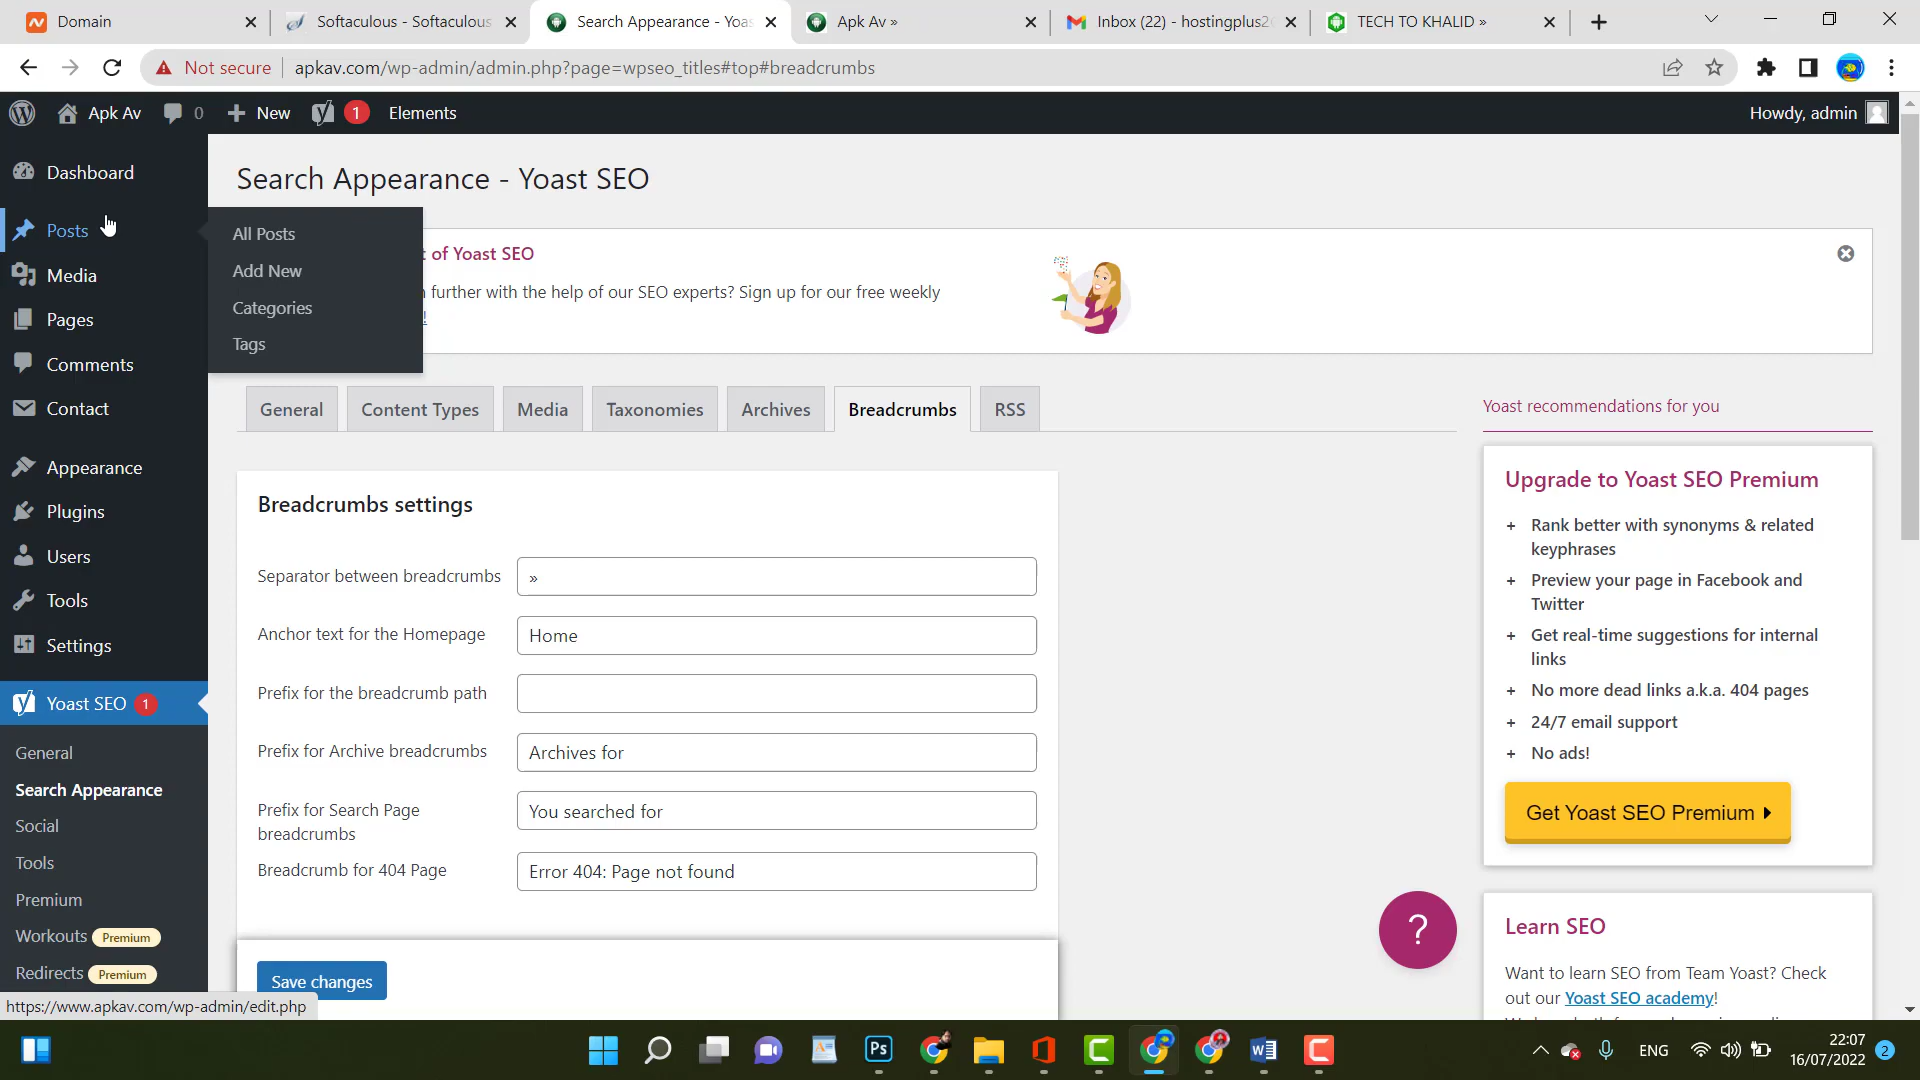 Domain
Softaculous - Softaculous
Search Appearance - Yoas
Apk Av »
Inbox (22) - hostingplus2
TECH TO KHALID »
Not secure
apkav.com/wp-admin/admin.php?page=wpseo_titles#top#breadcrumbs
Apk Av
0
New
1
Elements
Howdy, admin
Dashboard
Posts
Media
Pages
Comments
Contact
Appearance
Plugins
Users
Tools
Settings
Yoast SEO 1
General
Search Appearance
Social
Tools
Premium
Workouts Premium
Redirects Premium
https://www.apkav.com/wp-admin/edit.php
All Posts
Add New
Categories
Tags
Search Appearance - Yoast SEO
t of Yoast SEO
further with the help of our SEO experts? Sign up for our free weekly
!
General
Content Types
Media
Taxonomies
Archives
Breadcrumbs
RSS
Breadcrumbs settings
Separator between breadcrumbs
»
Anchor text for the Homepage
Home
Prefix for the breadcrumb path
Prefix for Archive breadcrumbs
Archives for
Prefix for Search Page
breadcrumbs
You searched for
Breadcrumb for 404 Page
Error 404: Page not found
Save changes
Yoast recommendations for you
Upgrade to Yoast SEO Premium
+ Rank better with synonyms & related
keyphrases
+ Preview your page in Facebook and
Twitter
+ Get real-time suggestions for internal
links
+ No more dead links a.k.a. 404 pages
+ 24/7 email support
+ No ads!
Get Yoast SEO Premium
?
Learn SEO
Want to learn SEO from Team Yoast? Check
out our Yoast SEO academy!
Ps
ENG
22:07
16/07/2022
2